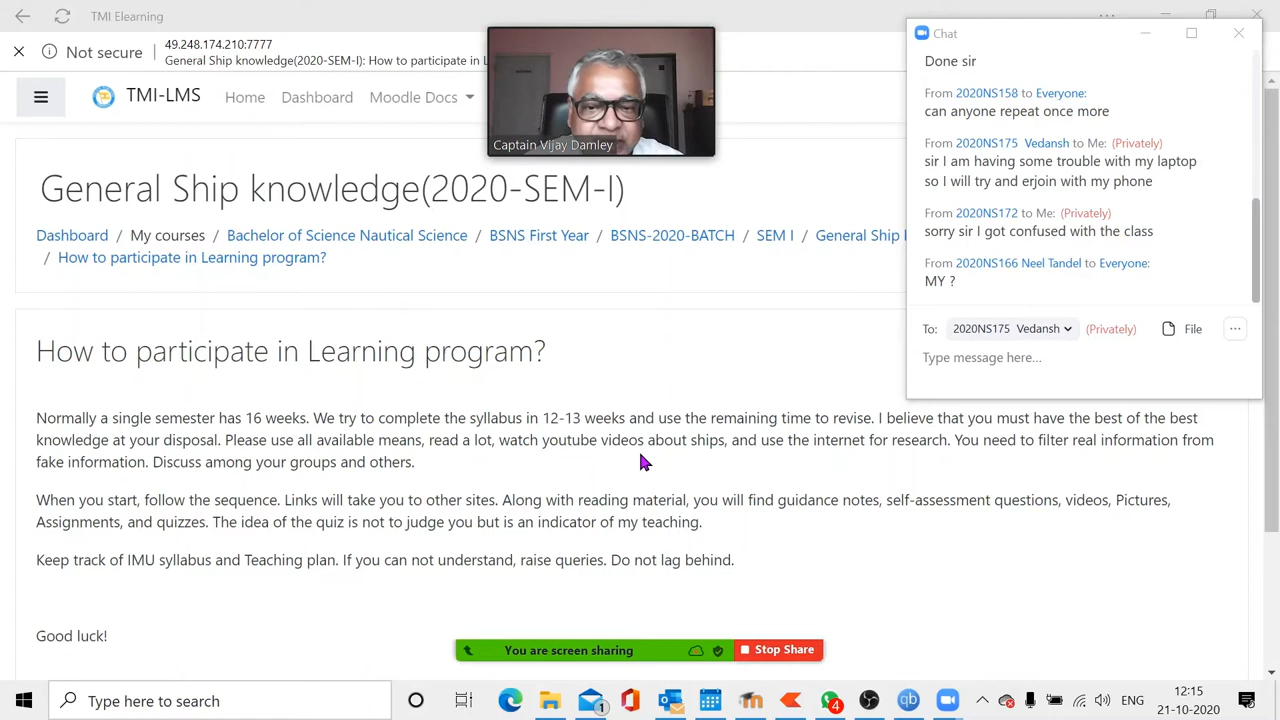 TMI Elearning
Not secure
49.248.174.210:7777
General Ship knowledge(2020-SEM-I): How to participate in L
TMI-LMS
Home
Dashboard
Moodle Docs
Captain Vijay Damley
General Ship knowledge(2020-SEM-I)
Dashboard / My courses / Bachelor of Science Nautical Science / BSNS First Year / BSNS-2020-BATCH / SEM I / General Ship
/ How to participate in Learning program?
How to participate in Learning program?
Normally a single semester has 16 weeks. We try to complete the syllabus in 12-13 weeks and use the remaining time to revise. I believe that you must have the best of the best
knowledge at your disposal. Please use all available means, read a lot, watch youtube videos about ships, and use the internet for research. You need to filter real information from
fake information. Discuss among your groups and others.
When you start, follow the sequence. Links will take you to other sites. Along with reading material, you will find guidance notes, self-assessment questions, videos, Pictures,
Assignments, and quizzes. The idea of the quiz is not to judge you but is an indicator of my teaching.
Keep track of IMU syllabus and Teaching plan. If you can not understand, raise queries. Do not lag behind.
Good luck!
Chat
Done sir
From 2020NS158 to Everyone:
can anyone repeat once more
From 2020NS175 Vedansh to Me: (Privately)
sir I am having some trouble with my laptop
so I will try and erjoin with my phone
From 2020NS172 to Me: (Privately)
sorry sir I got confused with the class
From 2020NS166 Neel Tandel to Everyone:
MY ?
To: 2020NS175 Vedansh (Privately) File
Type message here...
You are screen sharing
Stop Share
Type here to search
1
4
qb
ENG
12:15
21-10-2020